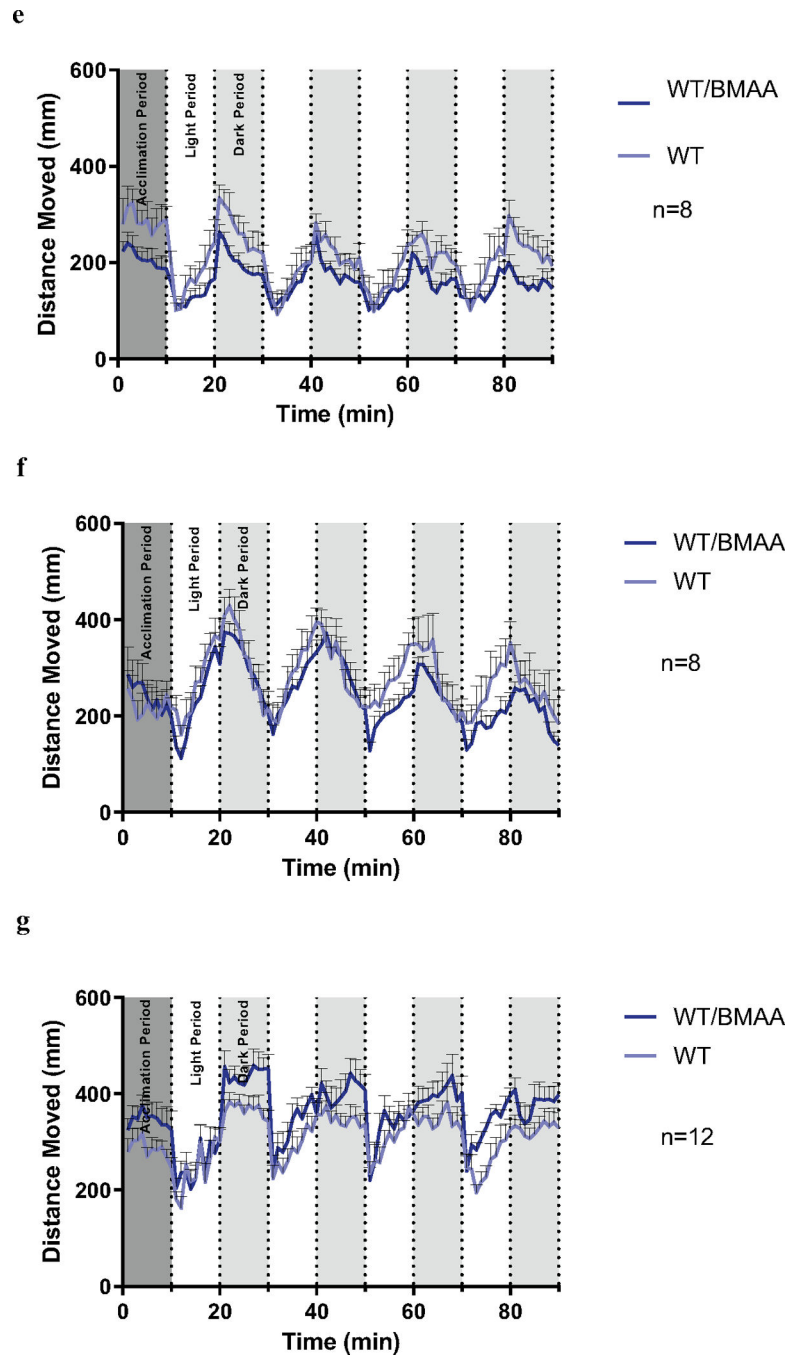 e
600
400
200
0
Distance Moved (mm)
Acclimation Period
Light Period
Dark Period
0 20 40 60 80
Time (min)
WT/BMAA
WT
n=8
f
600
400
200
0
Distance Moved (mm)
Acclimation Period
Light Period
Dark Period
0 20 40 60 80
Time (min)
WT/BMAA
WT
n=8
g
600
400
200
0
Distance Moved (mm)
Acclimation Period
Light Period
Dark Period
0 20 40 60 80
Time (min)
WT/BMAA
WT
n=12